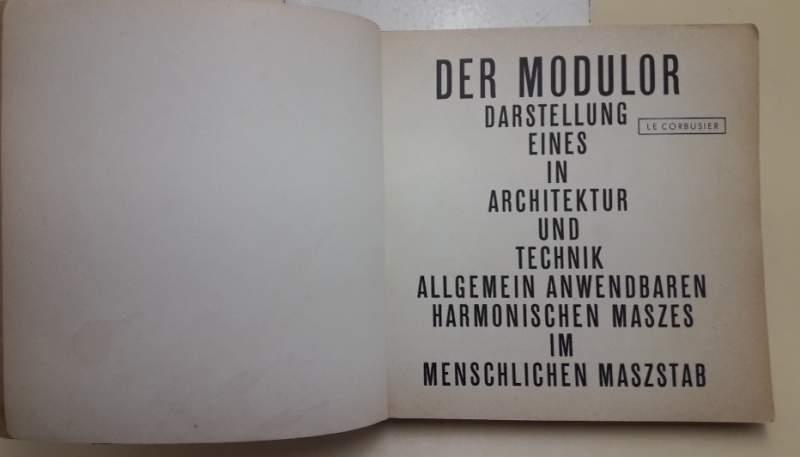 DER MODULOR
DARSTELLUNG
LE CORBUSIER
EINES
IN
ARCHITEKTUR
UND
TECHNIK
ALLGEMEIN ANWENDBAREN
HARMONISCHEN MASZES
IM
MENSCHLICHEN MASZSTAB